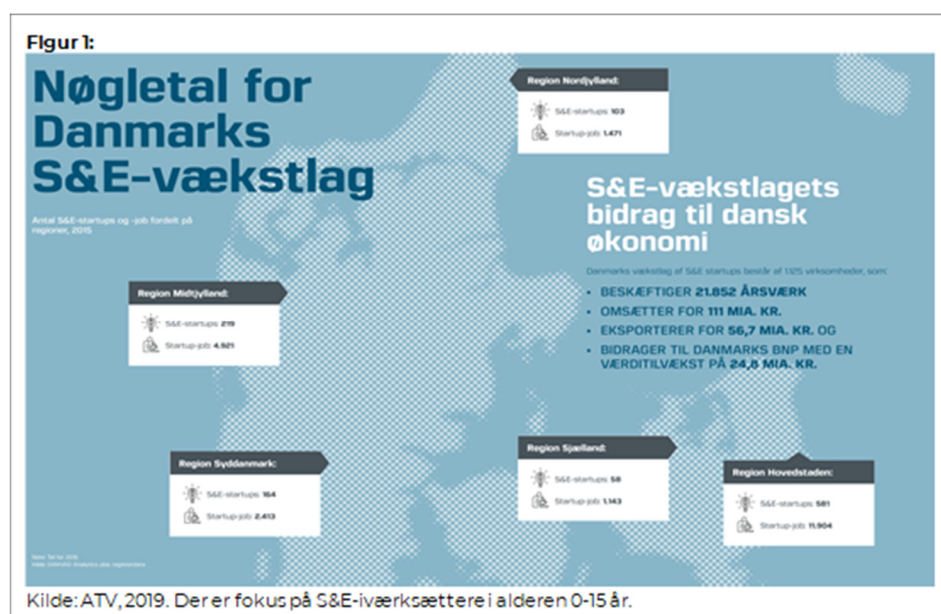 Figur 1:
Nøgletal for
Danmarks
S&E-vækstlag
Antal S&E-startups og -job fordelt på
regioner, 2015
Region Nordjylland:
S&E-startups: 103
Startup-job: 1.471
S&E-vækstlagets
bidrag til dansk
økonomi
Danmarks vækstlag af S&E startups består af 1.125 virksomheder, som:
• BESKÆFTIGER 21.852 ÅRSVÆRK
• OMSÆTTER FOR 111 MIA. KR.
• EKSPORTERER FOR 56,7 MIA. KR. OG
• BIDRAGER TIL DANMARKS BNP MED EN
VÆRDITILVÆKST PÅ 24,8 MIA. KR.
Region Midtjylland:
S&E-startups: 219
Startup-job: 4.921
Region Syddanmark:
S&E-startups: 164
Startup-job: 2.413
Region Sjælland:
S&E-startups: 58
Startup-job: 1.143
Region Hovedstaden:
S&E-startups: 581
Startup-job: 11.904
Note: Tal for 2015
Kilde:
Kilde: ATV, 2019. Der er fokus på S&E-iværksættere i alderen 0-15 år.